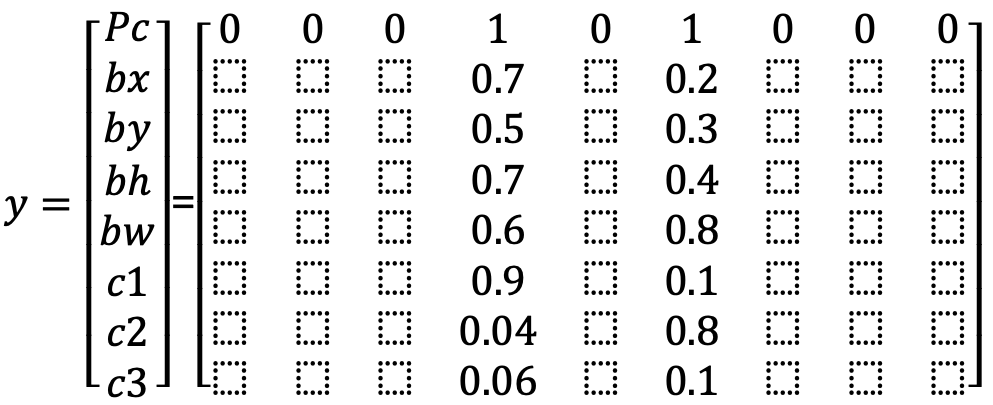 Pc 0 0 0 1 0 1 0 0 0
bx 0.7 0.2
by 0.5 0.3
bh 0.7 0.4
y = bw = 0.6 0.8
c1 0.9 0.1
c2 0.04 0.8
c3 0.06 0.1